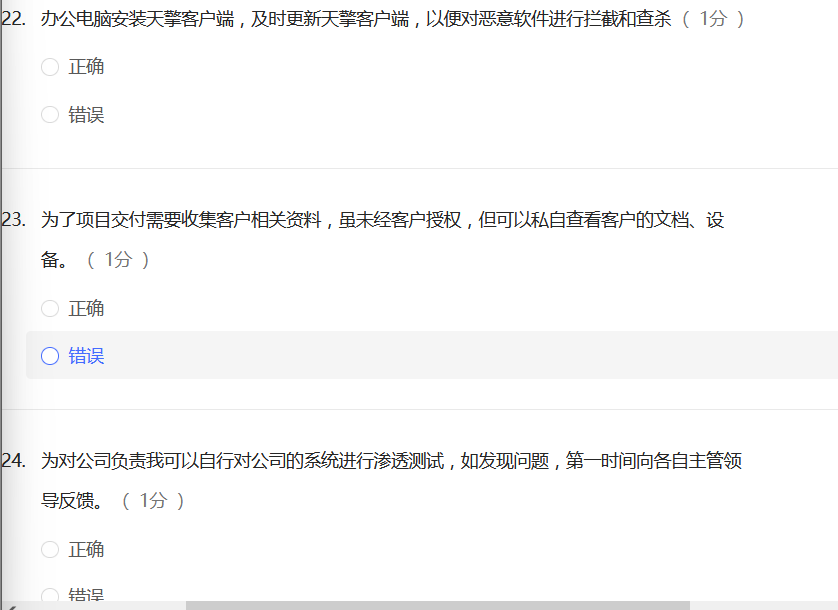 22. 办公电脑安装天擎客户端，及时更新天擎客户端，以便对恶意软件进行拦截和查杀（ 1分 ）
正确
错误
23. 为了项目交付需要收集客户相关资料，虽未经客户授权，但可以私自查看客户的文档、设
备。（ 1分 ）
正确
错误
24. 为对公司负责我可以自行对公司的系统进行渗透测试，如发现问题，第一时间向各自主管领
导反馈。（ 1分 ）
正确
错误